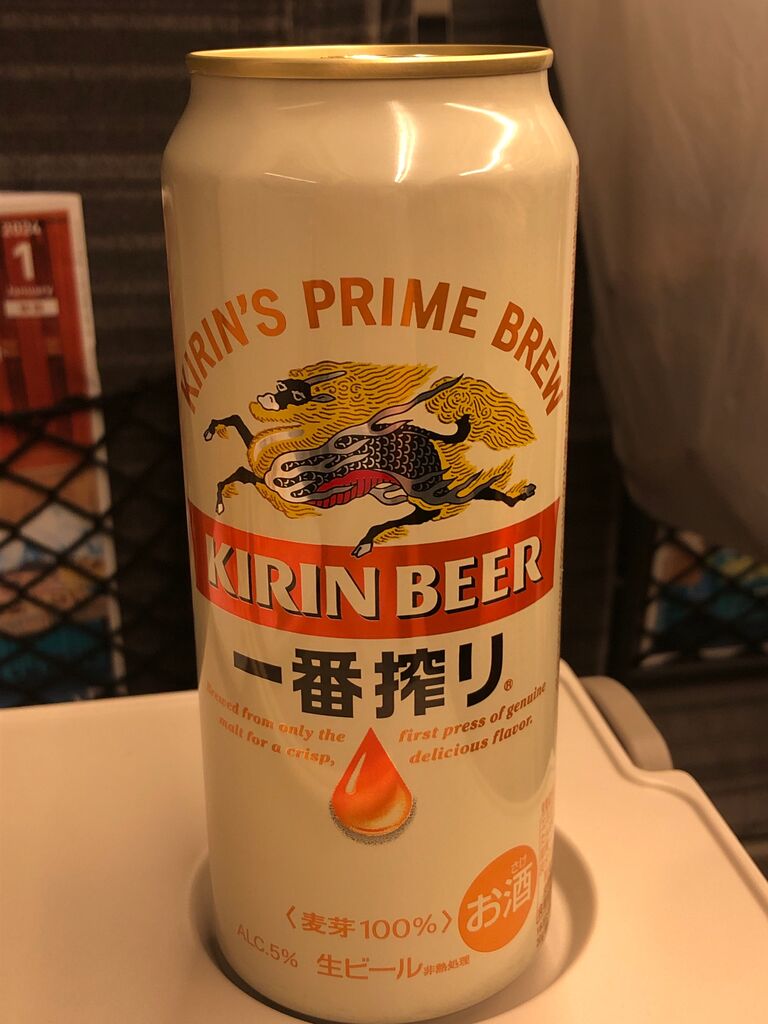 2024
1
January
KIRIN'S PRIME BREW
KIRIN BEER
一番搾り®
Brewed from only the first press of genuine
malt for a crisp, delicious flavor.
さけ
お酒
〈麦芽100%〉
ALC.5%
生ビール 非熱処理